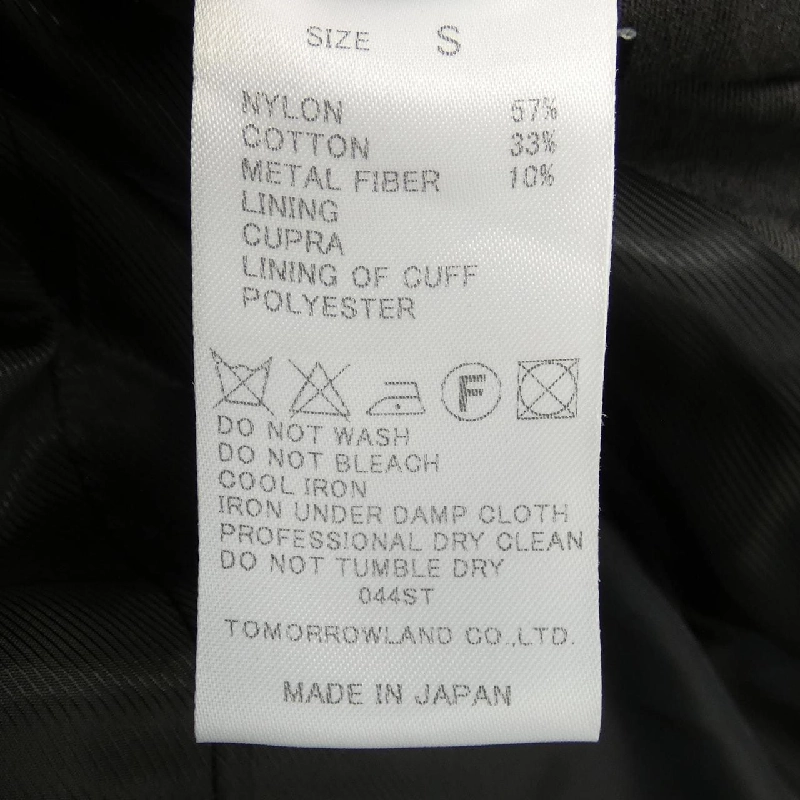 SIZE S
NYLON 57%
COTTON 33%
METAL FIBER 10%
LINING
CUPRA
LINING OF CUFF
POLYESTER
F
DO NOT WASH
DO NOT BLEACH
COOL IRON
IRON UNDER DAMP CLOTH
PROFESSIONAL DRY CLEAN
DO NOT TUMBLE DRY
044ST
TOMORROWLAND CO.,LTD.
MADE IN JAPAN